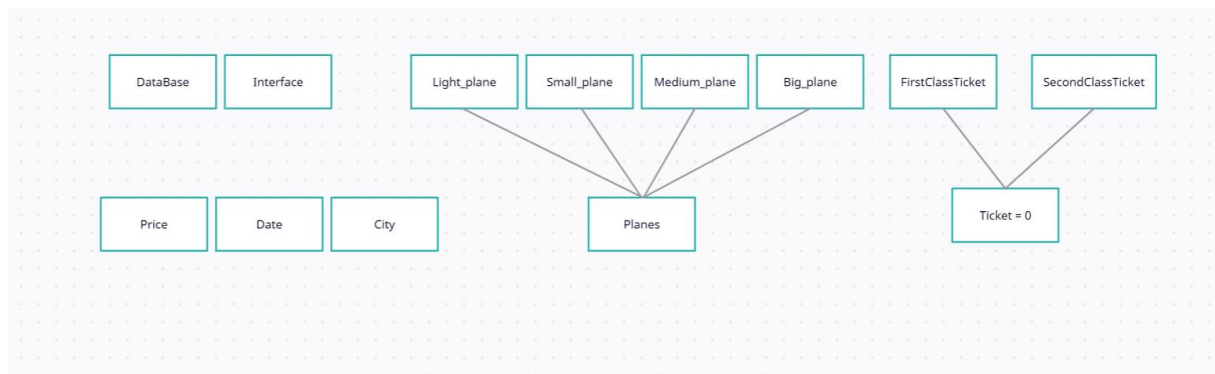 DataBase
Interface
Light_plane
Small_plane
Medium_plane
Big_plane
FirstClassTicket
SecondClassTicket
Price
Date
City
Planes
Ticket = 0